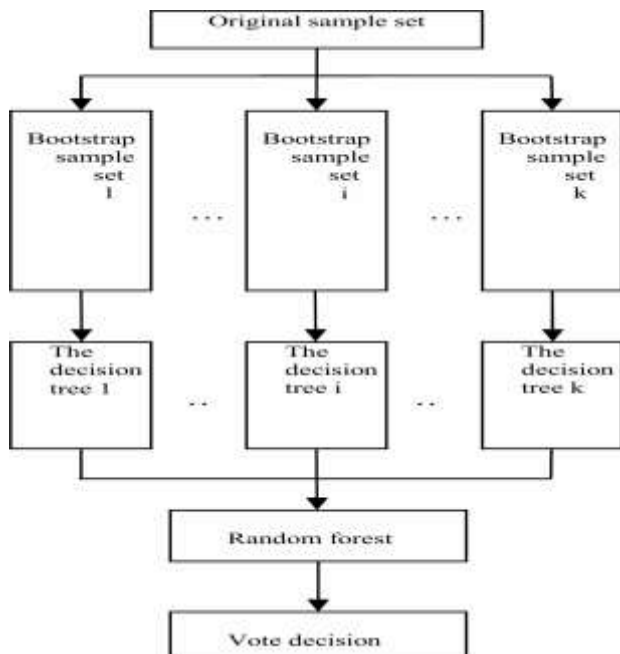 Original sample set
Bootstrap
sample
set
1
...
Bootstrap
sample
set
i
...
Bootstrap
sample
set
k
The
decision
tree 1
..
The
decision
tree i
..
The
decision
tree k
Random forest
Vote decision